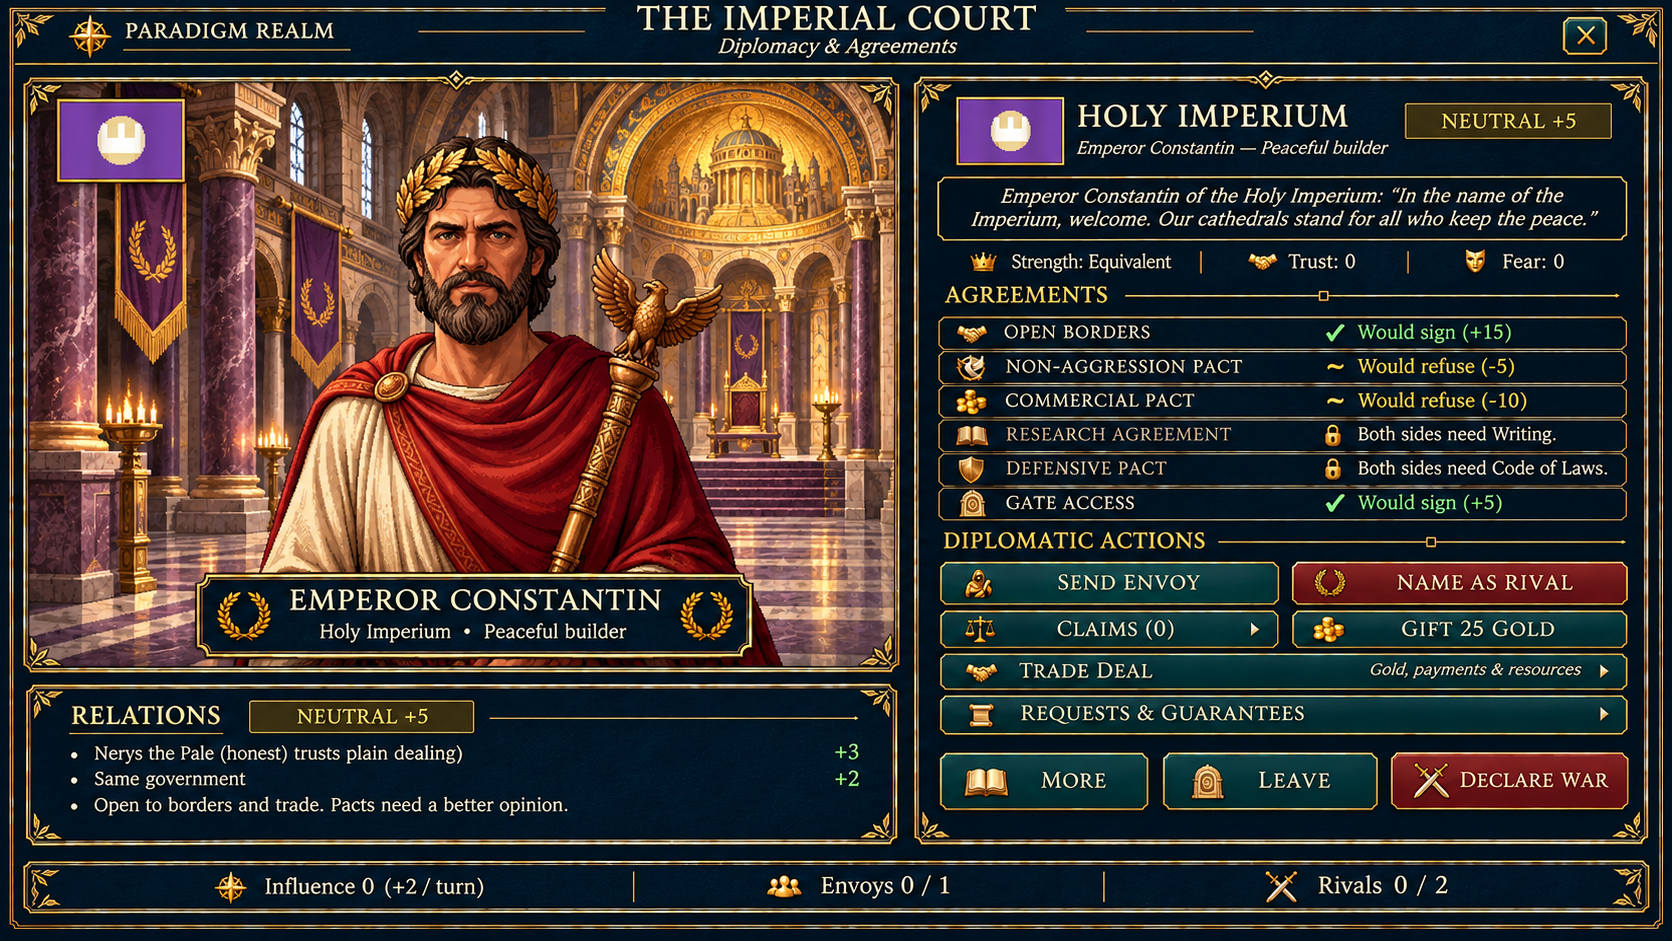 PARADIGM REALM
THE IMPERIAL COURT
Diplomacy & Agreements
HOLY IMPERIUM
NEUTRAL +5
Emperor Constantin — Peaceful builder
Emperor Constantin of the Holy Imperium: “In the name of the
Imperium, welcome. Our cathedrals stand for all who keep the peace.”
Strength: Equivalent
Trust: 0
Fear: 0
AGREEMENTS
OPEN BORDERS
Would sign (+15)
NON-AGGRESSION PACT
~ Would refuse (-5)
COMMERCIAL PACT
~ Would refuse (-10)
RESEARCH AGREEMENT
Both sides need Writing.
DEFENSIVE PACT
Both sides need Code of Laws.
GATE ACCESS
Would sign (+5)
DIPLOMATIC ACTIONS
SEND ENVOY
NAME AS RIVAL
CLAIMS (0)
GIFT 25 GOLD
TRADE DEAL
Gold, payments & resources
REQUESTS & GUARANTEES
MORE
LEAVE
DECLARE WAR
EMPEROR CONSTANTIN
Holy Imperium • Peaceful builder
RELATIONS
NEUTRAL +5
• Nerys the Pale (honest) trusts plain dealing) +3
• Same government +2
• Open to borders and trade. Pacts need a better opinion.
Influence 0 (+2 / turn)
Envoys 0 / 1
Rivals 0 / 2